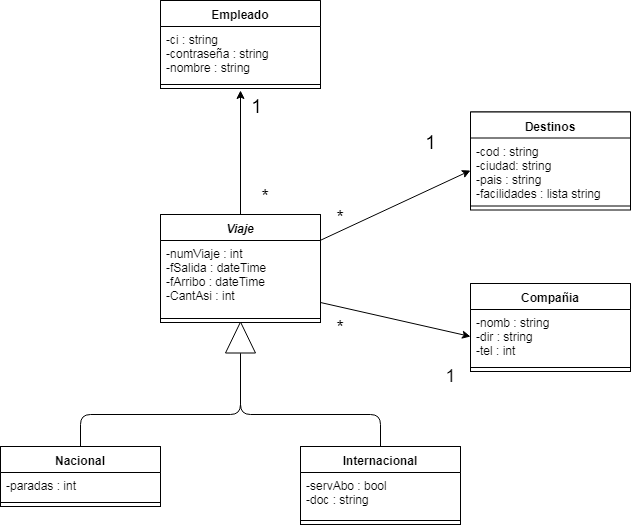 Empleado
-ci : string
-contraseña : string
-nombre : string
1
*
Destinos
-cod : string
-ciudad: string
-pais : string
-facilidades : lista string
1
*
Viaje
-numViaje : int
-fSalida : dateTime
-fArribo : dateTime
-CantAsi : int
Compañia
-nomb : string
-dir : string
-tel : int
*
1
Nacional
-paradas : int
Internacional
-servAbo : bool
-doc : string